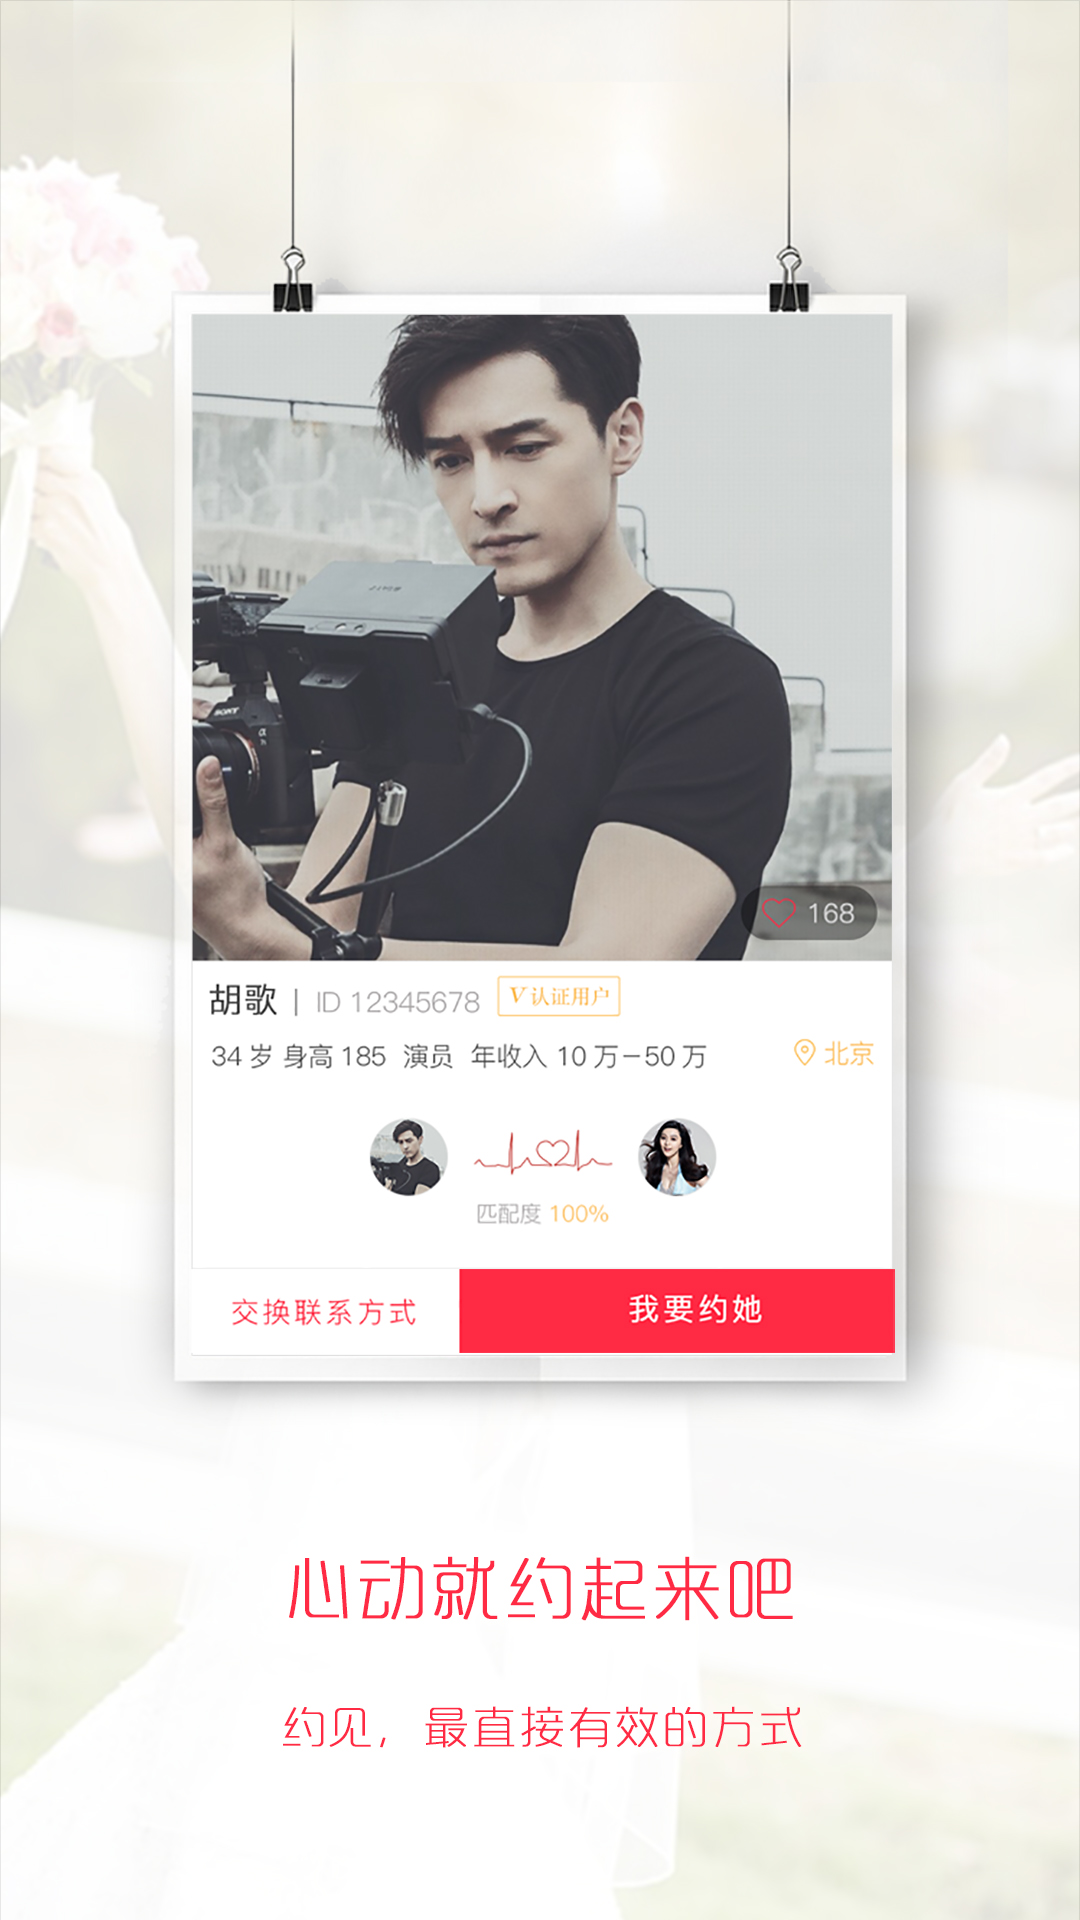 SONY
168
胡歌 | ID 12345678 V 认证用户
34 岁 身高 185 演员 年收入 10 万－50 万 北京
匹配度 100%
交换联系方式 我要约她
心动就约起来吧
约见，最直接有效的方式